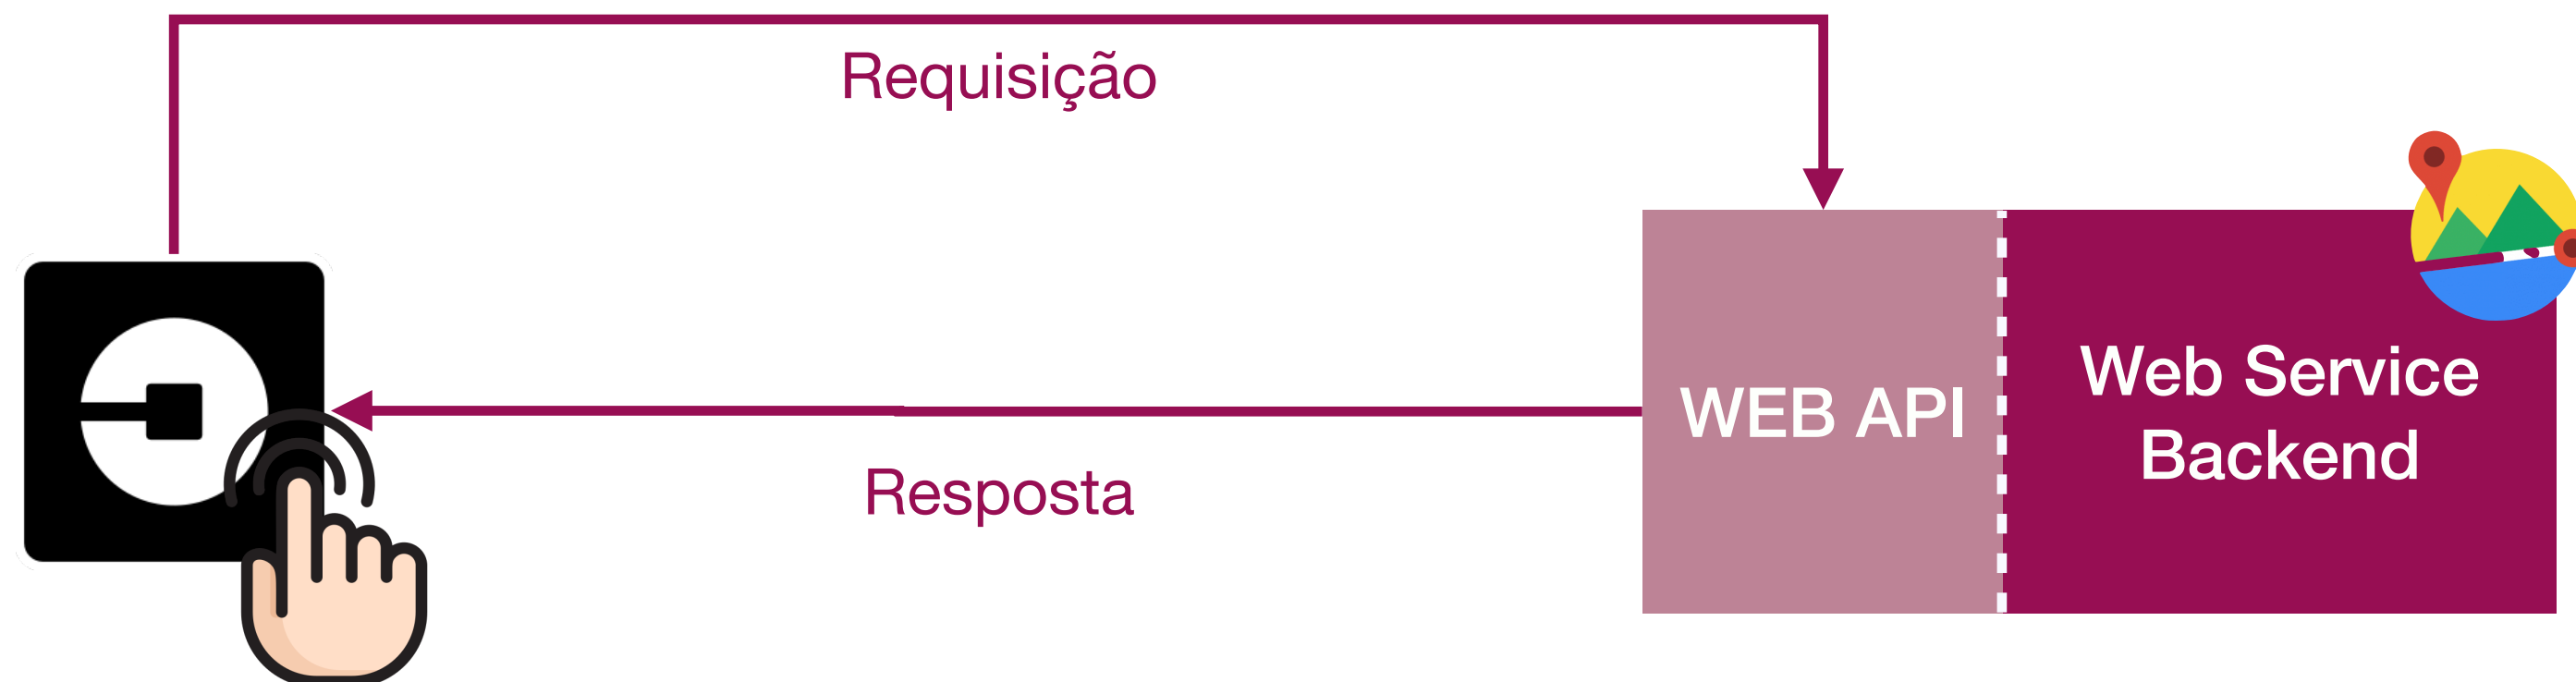 Requisição
WEB API
Web Service
Backend
Resposta